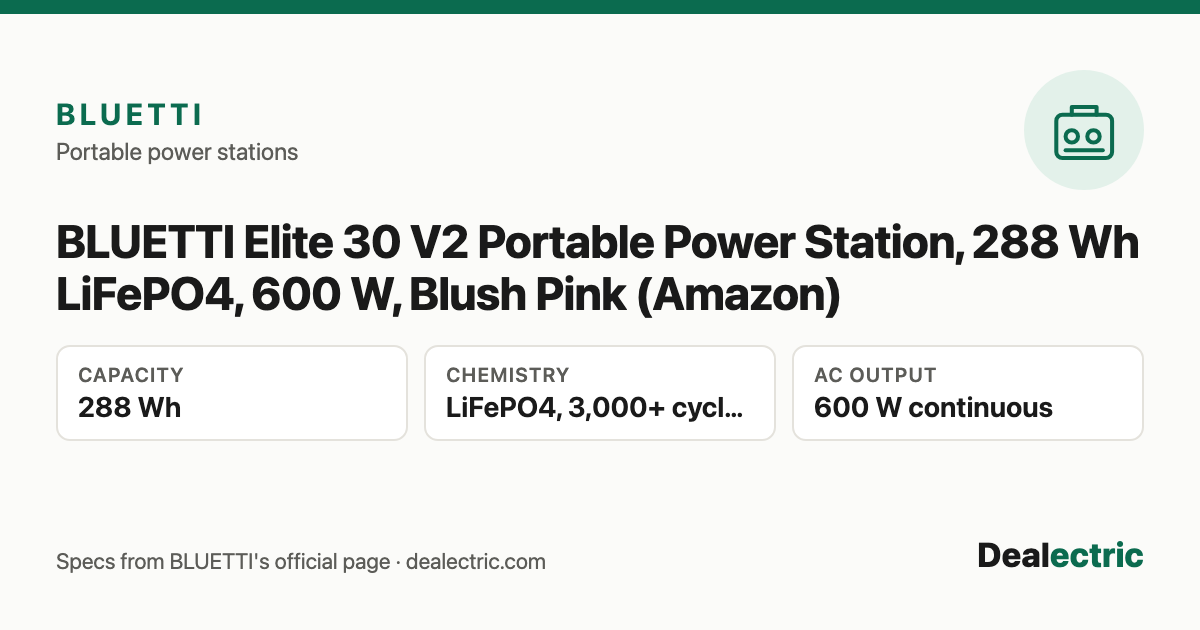 BLUETTI
Portable power stations
BLUETTI Elite 30 V2 Portable Power Station, 288 Wh
LiFePO4, 600 W, Blush Pink (Amazon)
CAPACITY
288 Wh
CHEMISTRY
LiFePO4, 3,000+ cycl...
AC OUTPUT
600 W continuous
Specs from BLUETTI's official page · dealectric.com
Dealectric